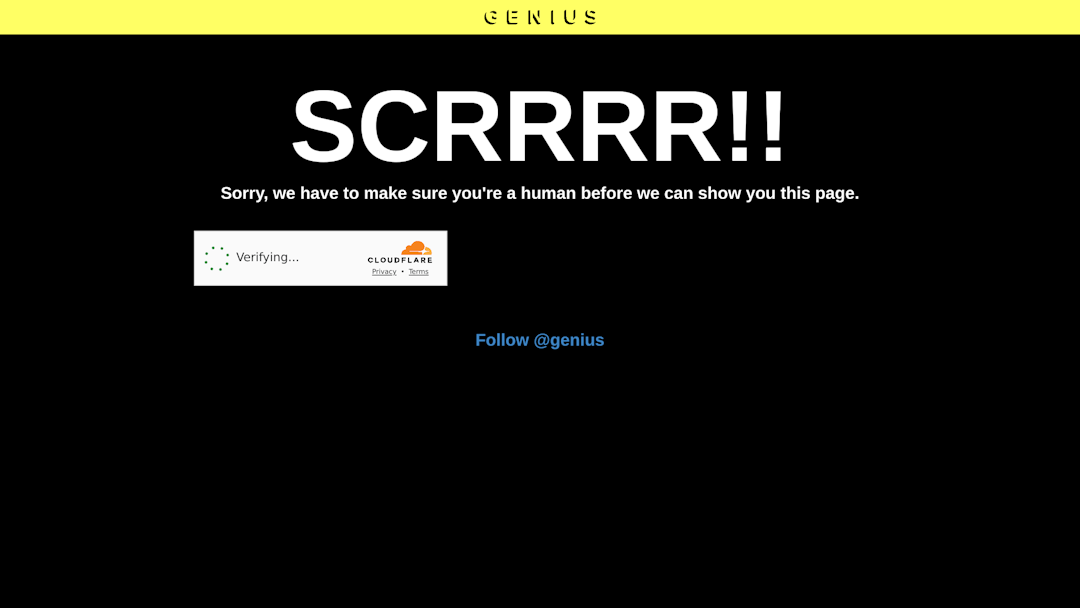 GENIUS
SCRRRR!!
Sorry, we have to make sure you're a human before we can show you this page.
Verifying...
CLOUDFLARE
Privacy • Terms
Follow @genius